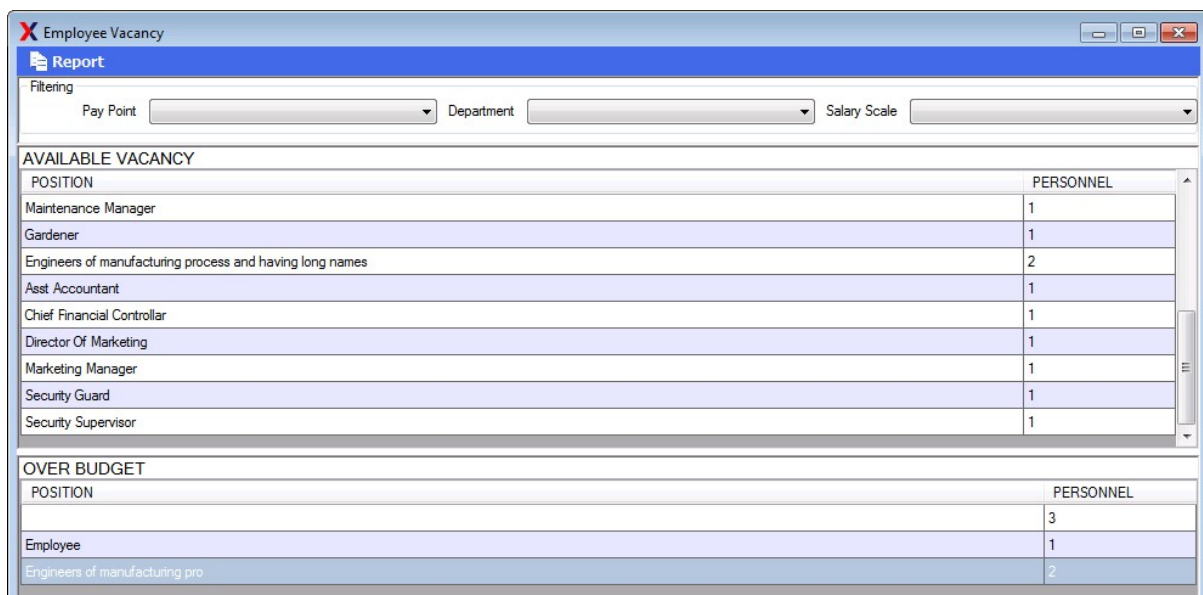 Employee Vacancy
Report
Filtering
Pay Point Department Salary Scale
AVAILABLE VACANCY
POSITION PERSONNEL
Maintenance Manager 1
Gardener 1
Engineers of manufacturing process and having long names 2
Asst Accountant 1
Chief Financial Controllar 1
Director Of Marketing 1
Marketing Manager 1
Security Guard 1
Security Supervisor 1
OVER BUDGET
POSITION PERSONNEL
3
Employee 1
Engineers of manufacturing pro 2